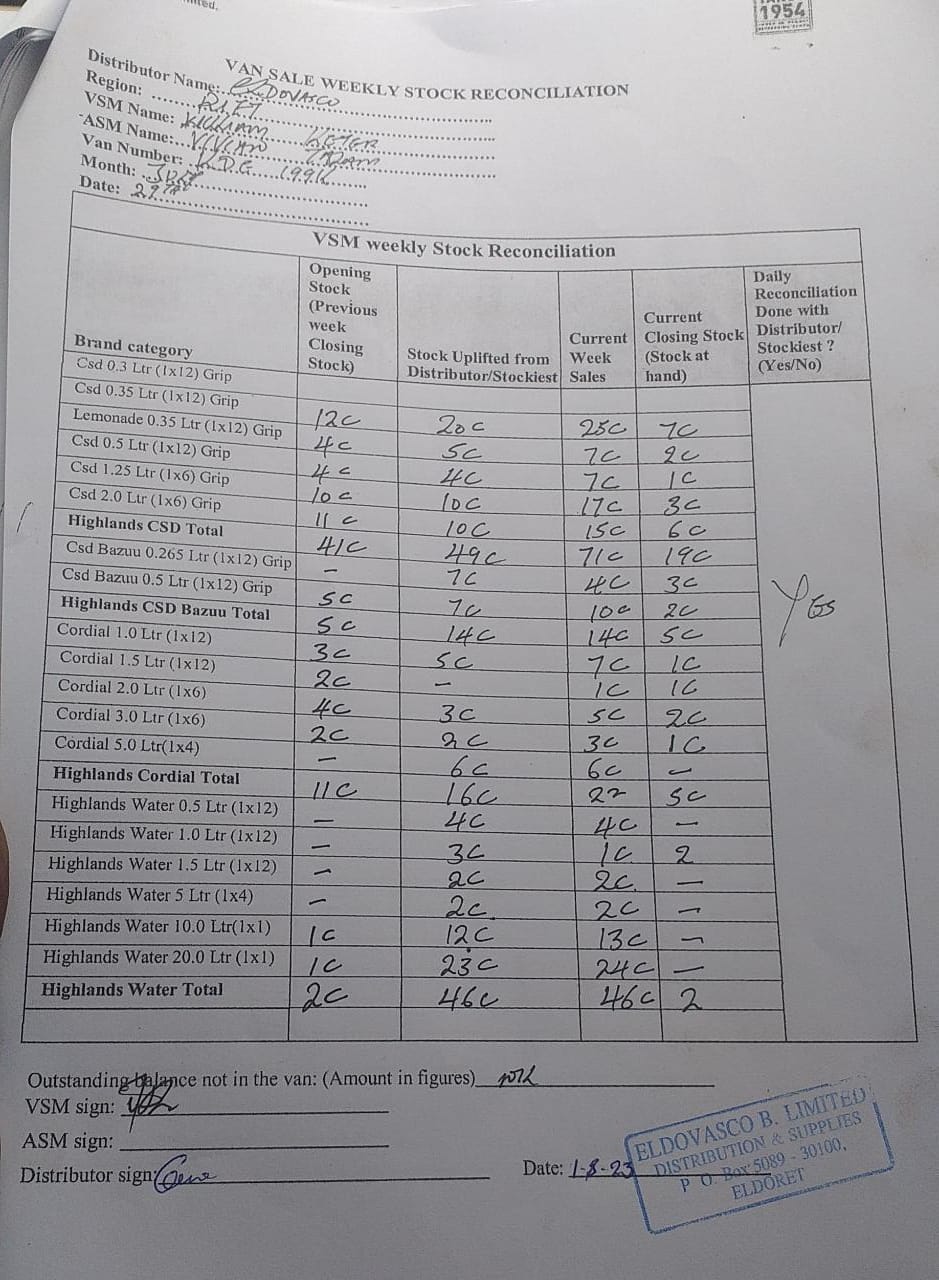 1954
VAN SALE WEEKLY STOCK RECONCILIATION
Distributor Name: ELDOVASCO
Region: RIFT
VSM Name: WILLIAM KETER
ASM Name: VIVIAN
Van Number: KDG 199K
Month: JULY
Date: 29TH
VSM weekly Stock Reconciliation
Brand category
Opening Stock (Previous week Closing Stock)
Stock Uplifted from Distributor/Stockiest
Current Week Sales
Current Closing Stock (Stock at hand)
Daily Reconciliation Done with Distributor/ Stockiest ? (Yes/No)
Csd 0.3 Ltr (1x12) Grip
Csd 0.35 Ltr (1x12) Grip 12C 20C 25C 7C
Lemonade 0.35 Ltr (1x12) Grip 4C 5C 7C 2C
Csd 0.5 Ltr (1x12) Grip 4C 4C 7C 1C
Csd 1.25 Ltr (1x6) Grip 10C 10C 17C 3C
Csd 2.0 Ltr (1x6) Grip 11C 10C 15C 6C
Highlands CSD Total 41C 49C 71C 19C
Csd Bazuu 0.265 Ltr (1x12) Grip - 7C 4C 3C
Csd Bazuu 0.5 Ltr (1x12) Grip 5C 7C 10C 2C
YES
Highlands CSD Bazuu Total 5C 14C 14C 5C
Cordial 1.0 Ltr (1x12) 3C 5C 7C 1C
Cordial 1.5 Ltr (1x12) 2C - 1C 1C
Cordial 2.0 Ltr (1x6) 4C 3C 5C 2C
Cordial 3.0 Ltr (1x6) 2C 2C 3C 1C
Cordial 5.0 Ltr(1x4) - 6C 6C -
Highlands Cordial Total 11C 16C 22 5C
Highlands Water 0.5 Ltr (1x12) - 4C 4C -
Highlands Water 1.0 Ltr (1x12) - 3C 1C 2
Highlands Water 1.5 Ltr (1x12) - 2C 2C -
Highlands Water 5 Ltr (1x4) - 2C 2C -
Highlands Water 10.0 Ltr(1x1) 1C 12C 13C -
Highlands Water 20.0 Ltr (1x1) 1C 23C 24C -
Highlands Water Total 2C 46C 46C 2
Outstanding balance not in the van: (Amount in figures)
VSM sign:
ASM sign:
Distributor sign:
Date: 1-8-23
ELDOVASCO B. LIMITED
DISTRIBUTION & SUPPLIES
P O. Box 5089 - 30100,
ELDORET